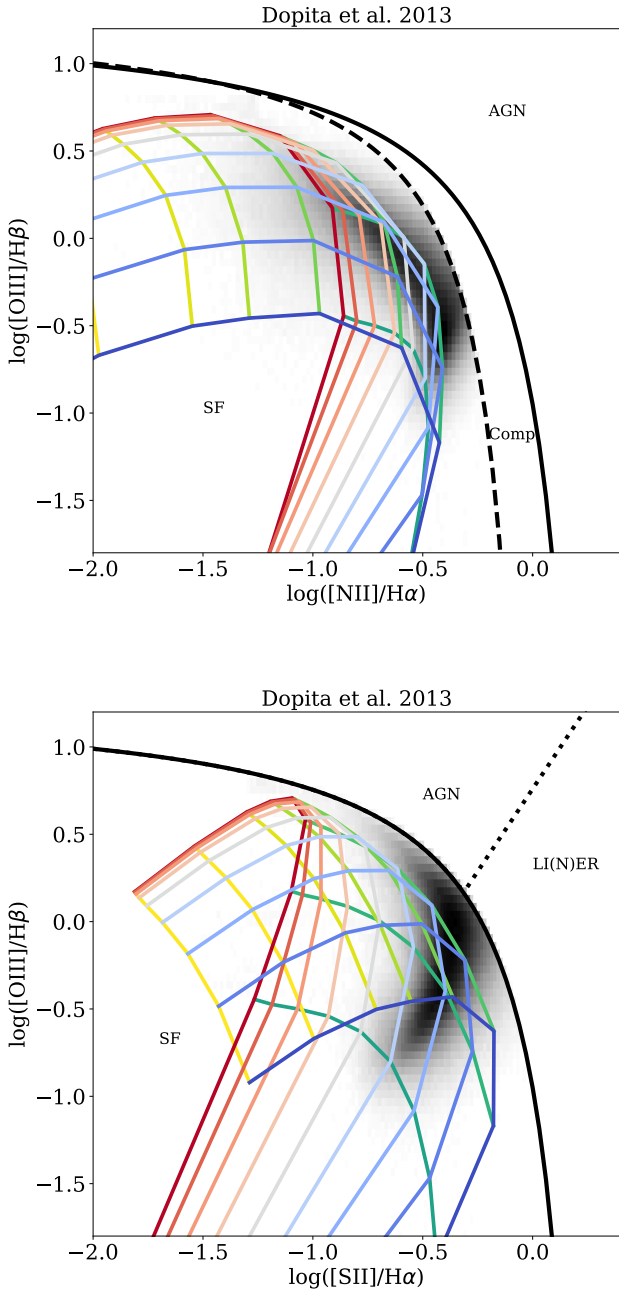 Dopita et al. 2013
1.0
0.5
0.0
−0.5
−1.0
−1.5
log([OIII]/Hβ)
AGN
SF
Comp
−2.0 −1.5 −1.0 −0.5 0.0
log([NII]/Hα)
Dopita et al. 2013
1.0
0.5
0.0
−0.5
−1.0
−1.5
log([OIII]/Hβ)
AGN
LI(N)ER
SF
−2.0 −1.5 −1.0 −0.5 0.0
log([SII]/Hα)